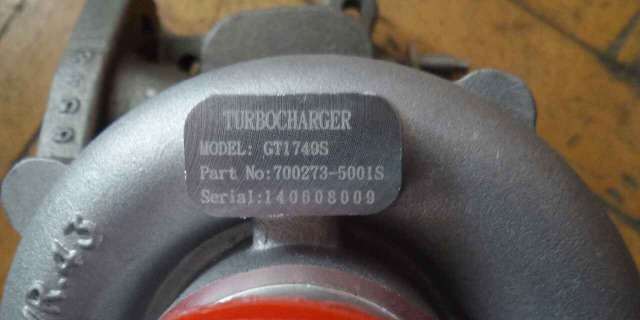 TURBOCHARGER
MODEL: GT1749S
Part No:700273-5001S
Serial:140608009